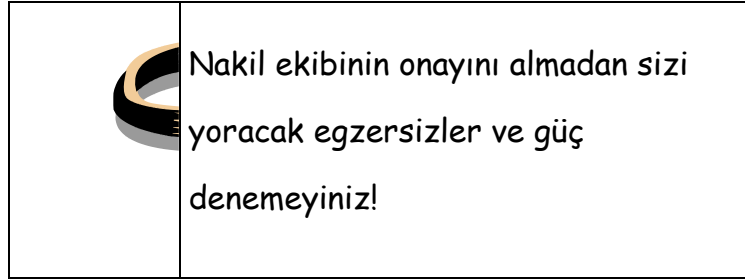 Nakil ekibinin onayını almadan sizi
yoracak egzersizler ve güç
denemeyiniz!